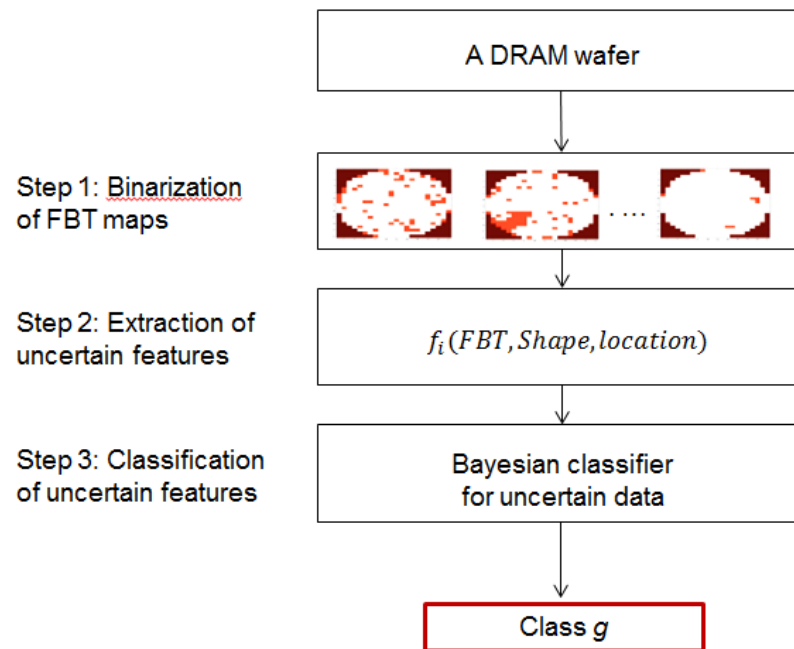 A DRAM wafer
Step 1: Binarization
of FBT maps
. ...
Step 2: Extraction of
uncertain features
f_i(FBT, Shape, location)
Step 3: Classification
of uncertain features
Bayesian classifier
for uncertain data
Class g